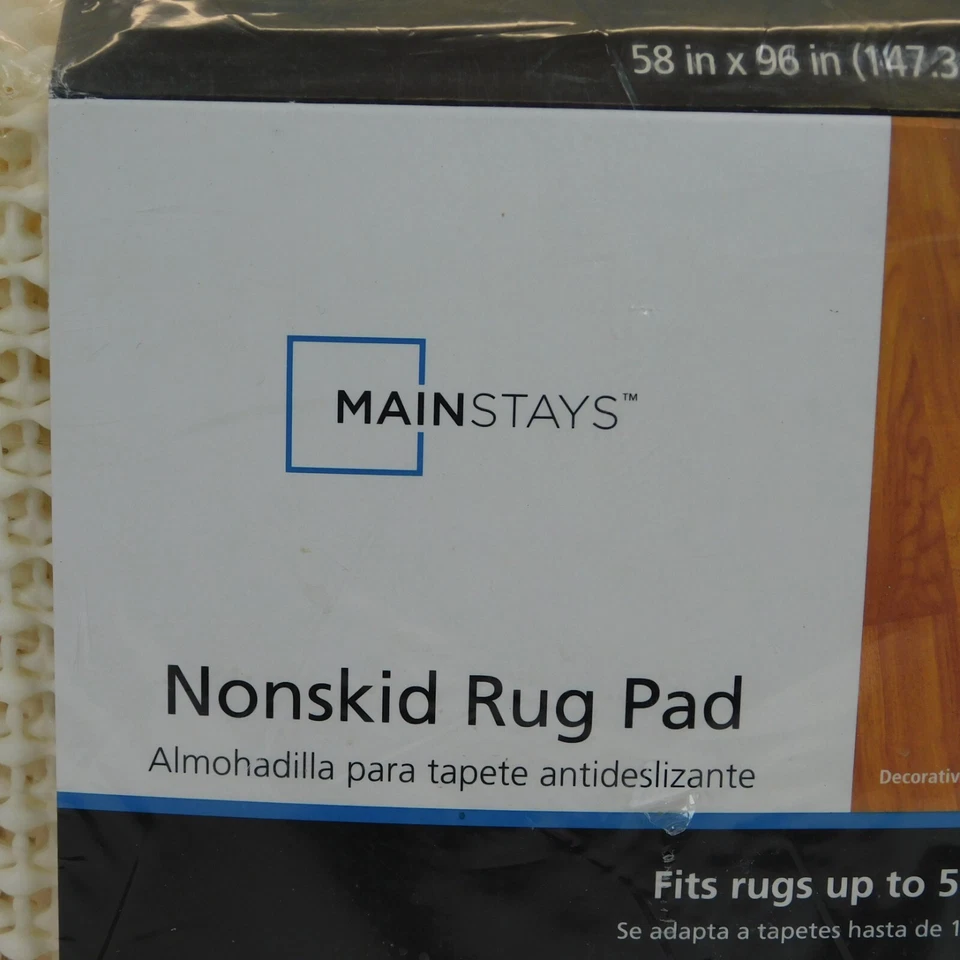 58 in x 96 in (147.3
MAINSTAYS™
Nonskid Rug Pad
Almohadilla para tapete antideslizante
Decorativ
Fits rugs up to 5
Se adapta a tapetes hasta de 1